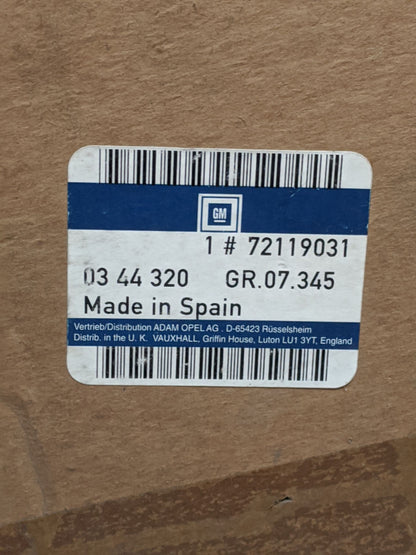 GM
1 # 72119031
03 44 320 GR.07.345
Made in Spain
Vertrieb/Distribution ADAM OPEL AG . D-65423 Rüsselsheim
Distrib. in the U. K. VAUXHALL, Griffin House, Luton LU1 3YT, England